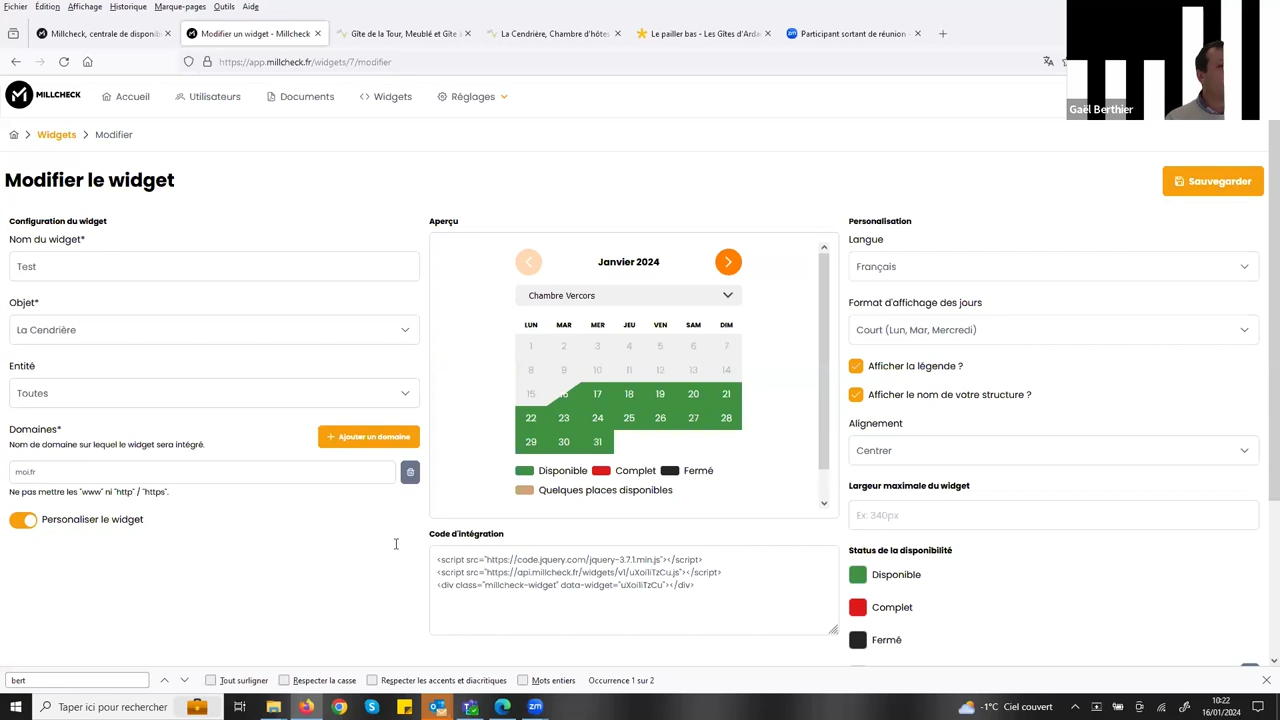 Fichier Édition Affichage Historique Marque-pages Outils Aide
Millcheck, centrale de disponib
Modifier un widget - Millcheck
Gîte de la Tour, Meublé et Gîte
La Cendrière, Chambre d'hôtes
Le pailler bas - Les Gîtes d'Arda
Participant sortant de réunion -
https://app.millcheck.fr/widgets/7/modifier
Gaël Berthier
MILLCHECK
Accueil
Utilisateurs
Documents
Widgets
Réglages
Widgets
Modifier
Modifier le widget
Sauvegarder
Configuration du widget
Nom du widget*
Test
Objet*
La Cendrière
Entité
Toutes
Domaines*
Nom de domaine sur lequel le widget sera intégré.
+ Ajouter un domaine
moi.fr
Ne pas mettre les "www" ni "http" / "https".
Personaliser le widget
Aperçu
Janvier 2024
Chambre Vercors
LUN MAR MER JEU VEN SAM DIM
1 2 3 4 5 6 7
8 9 10 11 12 13 14
15 16 17 18 19 20 21
22 23 24 25 26 27 28
29 30 31
Disponible Complet Fermé
Quelques places disponibles
Code d'intégration
<script src="https://code.jquery.com/jquery-3.7.1.min.js"></script>
<script src="https://api.millcheck.fr/widgets/v1/uXoi1iTzCu.js"></script>
<div class="millcheck-widget" data-widget="uXoi1iTzCu"></div>
Personalisation
Langue
Français
Format d'affichage des jours
Court (Lun, Mar, Mercredi)
Afficher la légende ?
Afficher le nom de votre structure ?
Alignement
Centrer
Largeur maximale du widget
Ex: 340px
Status de la disponibilité
Disponible
Complet
Fermé
bert
Tout surligner
Respecter la casse
Respecter les accents et diacritiques
Mots entiers
Occurrence 1 sur 2
Taper ici pour rechercher
-1°C Ciel couvert
10:22
16/01/2024